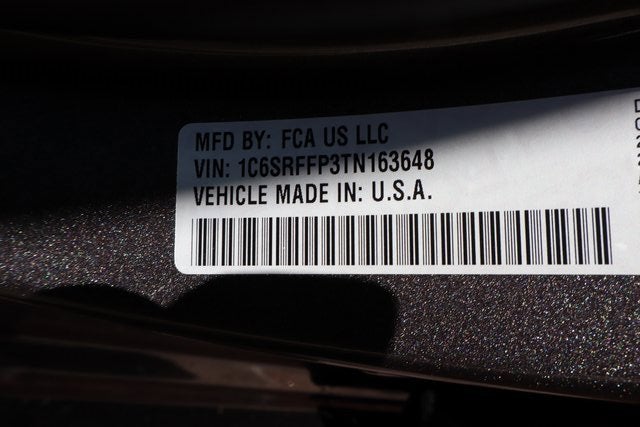 MFD BY: FCA US LLC
VIN: 1C6SRFFP3TN163648
VEHICLE MADE IN: U.S.A.